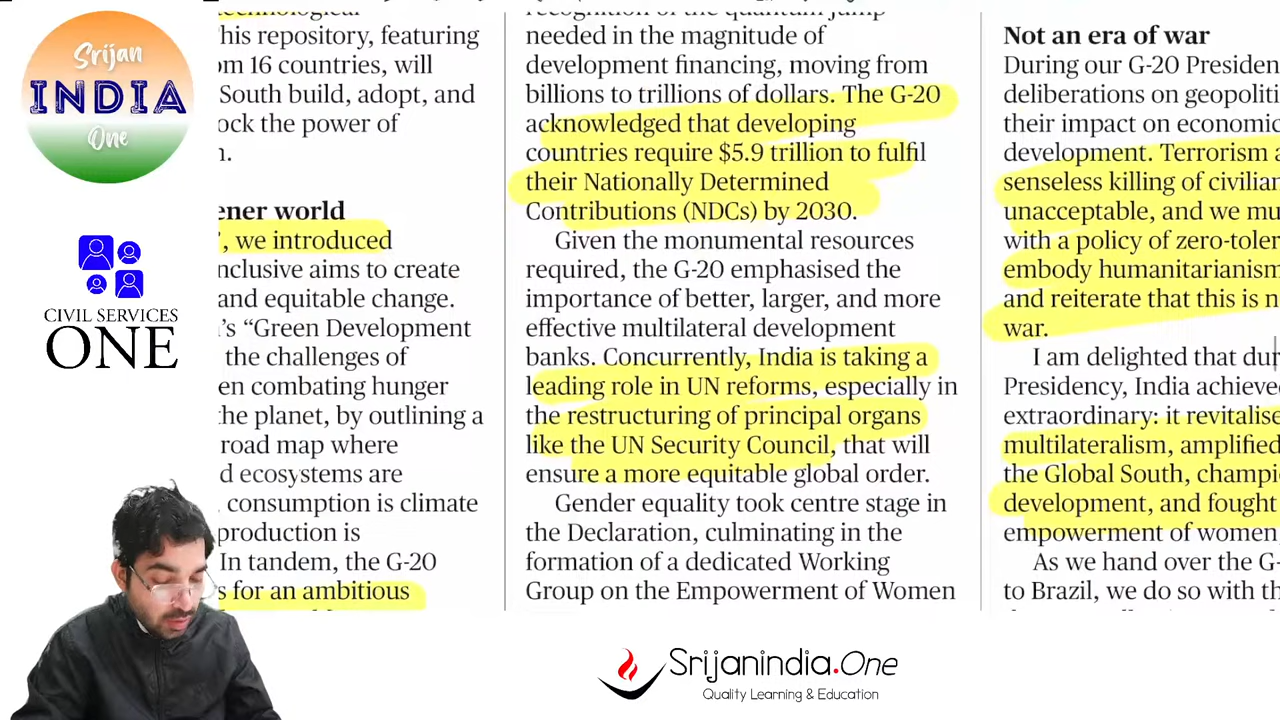 Srijan
INDIA
One
CIVIL SERVICES
ONE
technological
This repository, featuring
om 16 countries, will
South build, adopt, and
ock the power of
n.
ener world
', we introduced
nclusive aims to create
and equitable change.
's “Green Development
the challenges of
en combating hunger
the planet, by outlining a
road map where
d ecosystems are
, consumption is climate
production is
In tandem, the G-20
s for an ambitious
recognition of the quantum jump
needed in the magnitude of
development financing, moving from
billions to trillions of dollars. The G-20
acknowledged that developing
countries require $5.9 trillion to fulfil
their Nationally Determined
Contributions (NDCs) by 2030.
Given the monumental resources
required, the G-20 emphasised the
importance of better, larger, and more
effective multilateral development
banks. Concurrently, India is taking a
leading role in UN reforms, especially in
the restructuring of principal organs
like the UN Security Council, that will
ensure a more equitable global order.
Gender equality took centre stage in
the Declaration, culminating in the
formation of a dedicated Working
Group on the Empowerment of Women
Not an era of war
During our G-20 Presiden
deliberations on geopoliti
their impact on economic
development. Terrorism a
senseless killing of civilian
unacceptable, and we mu
with a policy of zero-toler
embody humanitarianism
and reiterate that this is n
war.
I am delighted that dur
Presidency, India achieve
extraordinary: it revitalise
multilateralism, amplified
the Global South, champi
development, and fought
empowerment of women
As we hand over the G-
to Brazil, we do so with th
Srijanindia.One
Quality Learning & Education